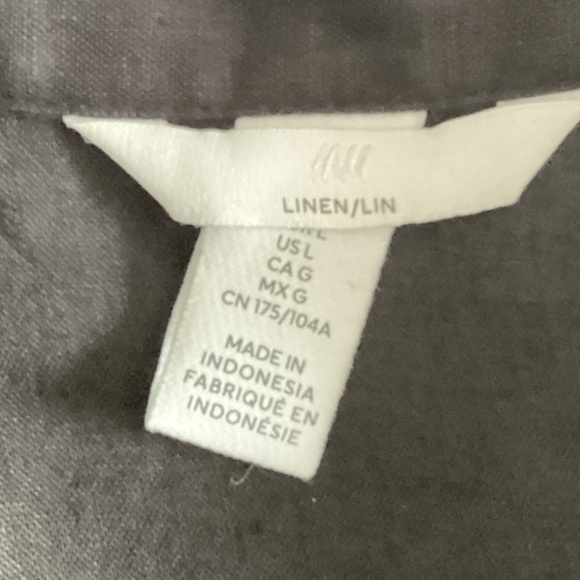 H&M
LINEN/LIN
US L
CA G
MX G
CN 175/104A
MADE IN
INDONESIA
FABRIQUÉ EN
INDONÉSIE